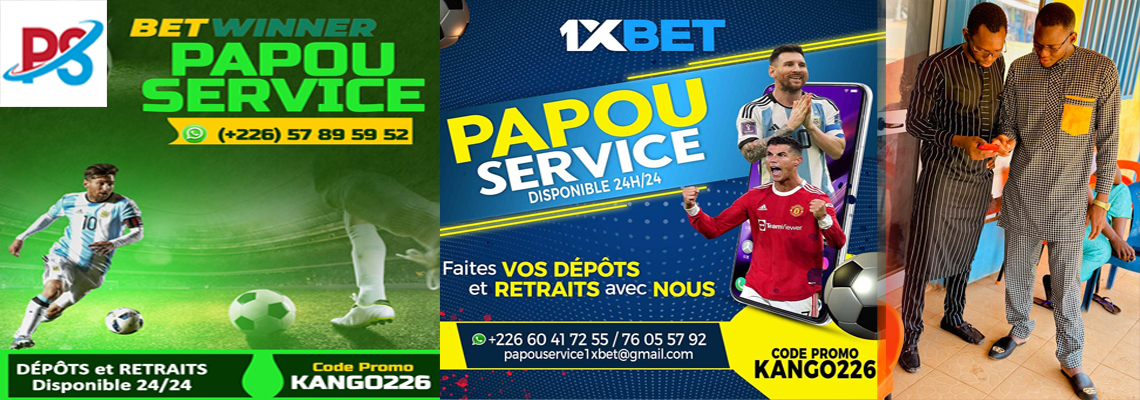 PS
BETWINNER
PAPOU
SERVICE
(+226) 57 89 59 52
10
DÉPÔTS et RETRAITS
Disponible 24/24
Code Promo
KANGO226
1XBET
PAPOU
SERVICE
DISPONIBLE 24H/24
TeamViewer
Faites VOS DÉPÔTS
et RETRAITS avec NOUS
+226 60 41 72 55 / 76 05 57 92
papouservice1xbet@gmail.com
CODE PROMO
KANGO226